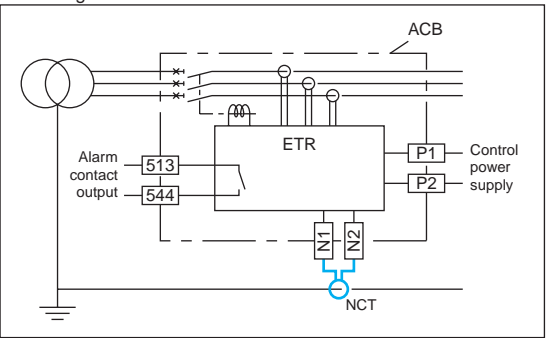 ACB
ETR
Alarm
contact
output
513
544
P1
P2
Control
power
supply
N1
N2
NCT